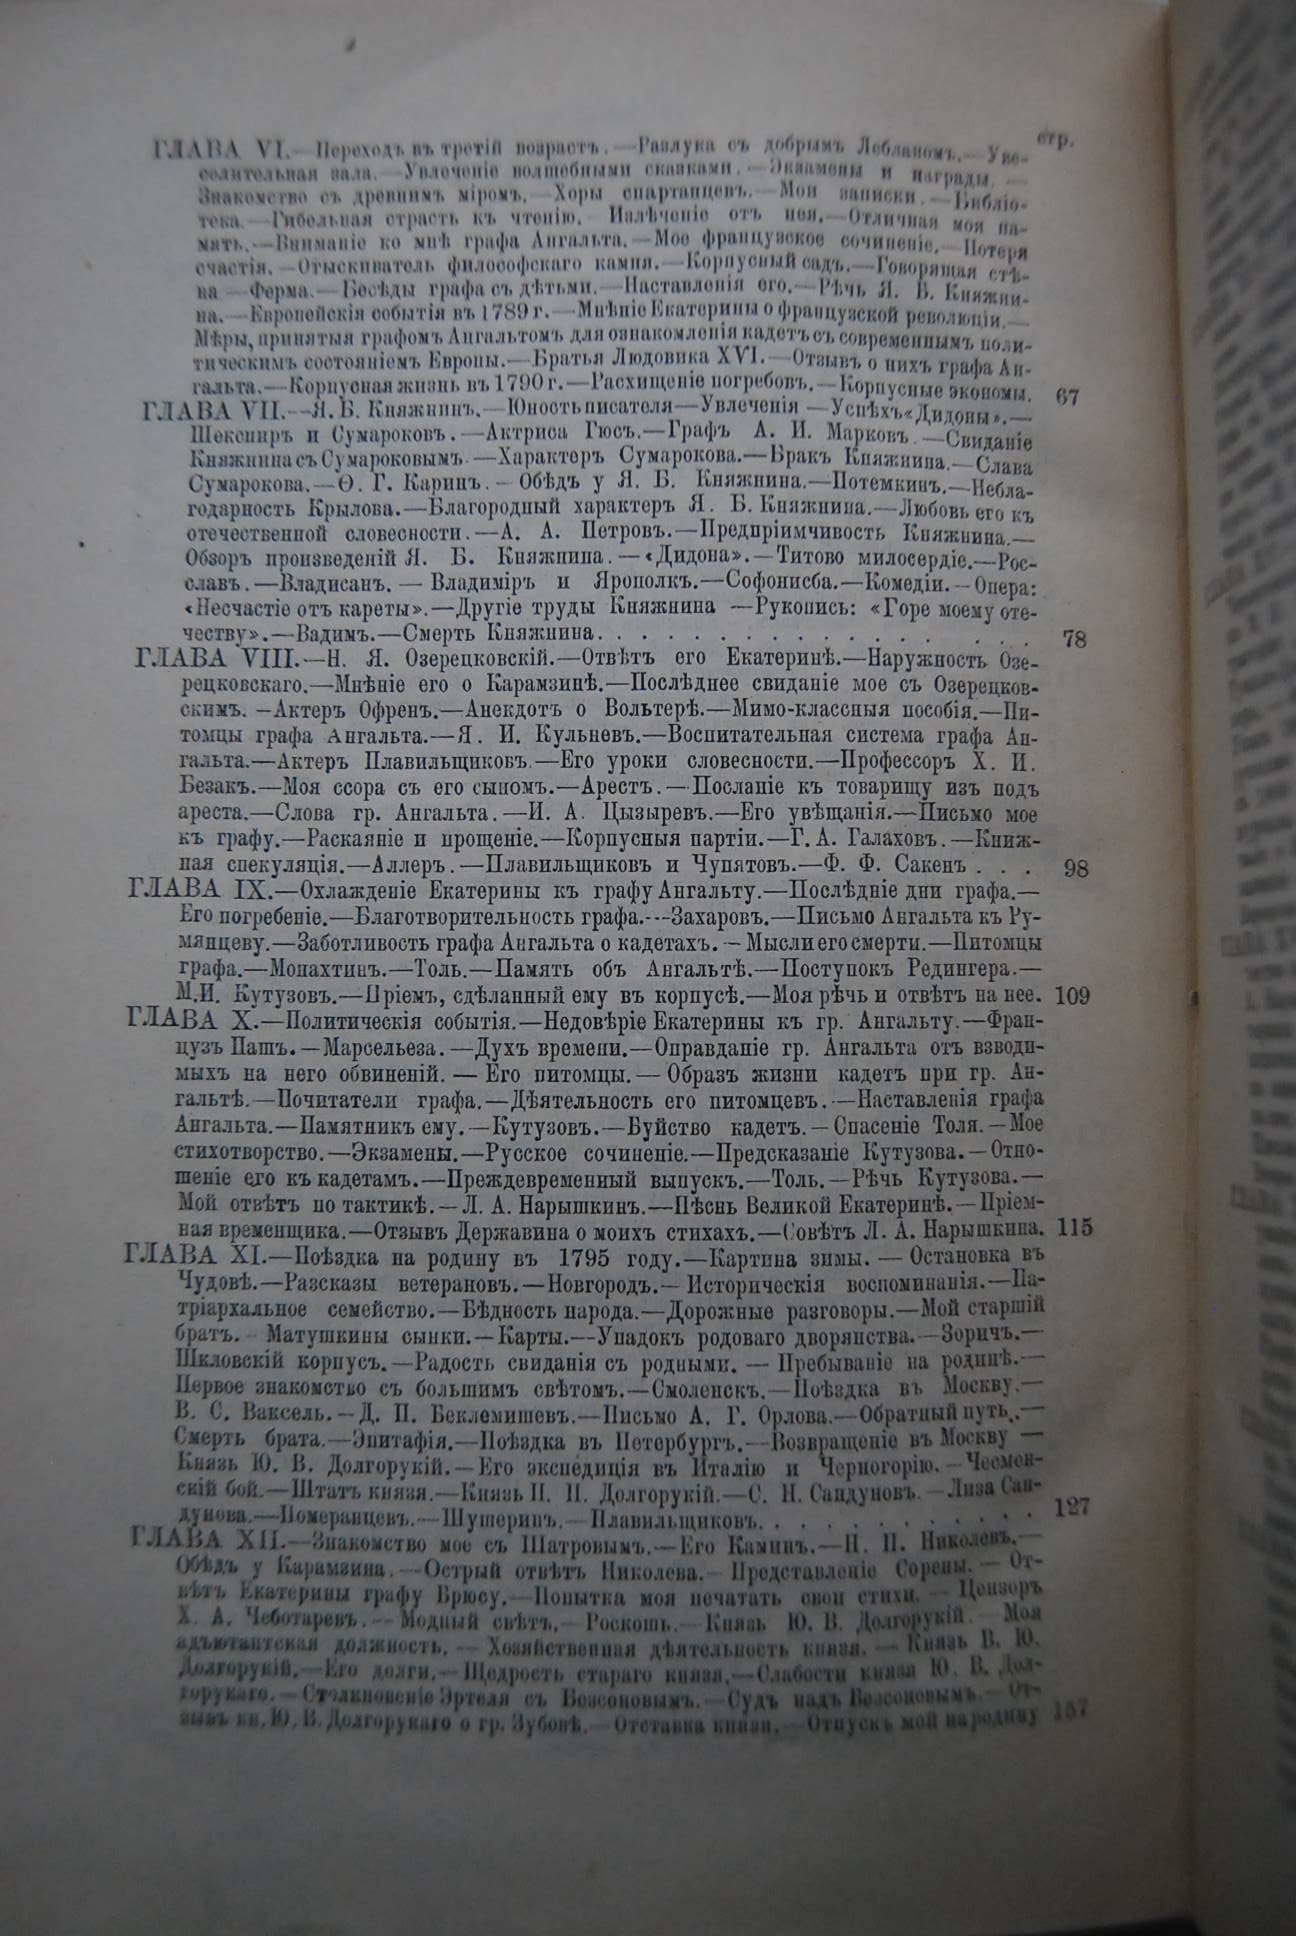 стр.
ГЛАВА VI.—Переходъ въ третій возрастъ.—Разлука съ добрымъ Лебланомъ.—Уве-
селительная зала.—Увлеченіе волшебными сказками.—Экзамены и награды.—
Знакомство съ древнимъ міромъ.—Хоры спартанцевъ.—Мои записки.—Библіо-
тека.—Гибельная страсть къ чтенію.—Излѣченіе отъ нея.—Отличная моя па-
мять.—Вниманіе ко мнѣ графа Ангальта.—Мое французское сочиненіе.—Потеря
счастія.—Отыскиватель философскаго камня.—Корпусный садъ.—Говорящая стѣ-
на—Ферма.—Бесѣды графа съ дѣтьми.—Наставленія его.—Рѣчь Я. Б. Княжни-
на.—Европейскія событія въ 1789 г.—Мнѣніе Екатерины о французской революціи.—
Мѣры, принятыя графомъ Ангальтомъ для ознакомленія кадетъ съ современнымъ поли-
тическимъ состояніемъ Европы.—Братья Людовика XVI.—Отзывъ о нихъ графа Ан-
гальта.—Корпусная жизнь въ 1790 г.—Расхищеніе погребовъ.—Корпусные экономы. 67
ГЛАВА VII.—Я. Б. Княжнинъ.—Юность писателя—Увлеченія—Успѣхъ «Дидоны».—
Шекспиръ и Сумароковъ.—Актриса Гюсъ.—Графъ А. И. Марковъ.—Свиданіе
Княжнина съ Сумароковымъ.—Характеръ Сумарокова.—Бракъ Княжнина.—Слава
Сумарокова.—Ѳ. Г. Каринъ.—Обѣдъ у Я. Б. Княжнина.—Потемкинъ.—Небла-
годарность Крылова.—Благородный характеръ Я. Б. Княжнина.—Любовь его къ
отечественной словесности.—А. А. Петровъ.—Предпріимчивость Княжнина.—
Обзоръ произведеній Я. Б. Княжнина.—«Дидона».—Титово милосердіе.—Рос-
славъ.—Владисанъ.—Владиміръ и Ярополкъ.—Софонисба.—Комедіи.—Опера:
«Несчастіе отъ кареты».—Другіе труды Княжнина—Рукопись: «Горе моему оте-
честву».—Вадимъ.—Смерть Княжнина. . . . . . . . . . . . . . . . . 78
ГЛАВА VIII.—Н. Я. Озерецковскій.—Отвѣтъ его Екатеринѣ.—Наружность Озе-
рецковскаго.—Мнѣніе его о Карамзинѣ.—Послѣднее свиданіе мое съ Озерецков-
скимъ.—Актеръ Офренъ.—Анекдотъ о Вольтерѣ.—Мимо-классныя пособія.—Пи-
томцы графа Ангальта.—Я. И. Кульневъ.—Воспитательная система графа Ан-
гальта.—Актеръ Плавильщиковъ.—Его уроки словесности.—Профессоръ Х. И.
Безакъ.—Моя ссора съ его сыномъ.—Арестъ.—Посланіе къ товарищу изъ подъ
ареста.—Слова гр. Ангальта.—И. А. Цызыревъ.—Его увѣщанія.—Письмо мое
къ графу.—Раскаяніе и прощеніе.—Корпусныя партіи.—Г. А. Галаховъ.—Книж-
ная спекуляція.—Аллеръ.—Плавильщиковъ и Чупятовъ.—Ф. Ф. Сакенъ . . . 98
ГЛАВА IX.—Охлажденіе Екатерины къ графу Ангальту.—Послѣдніе дни графа.—
Его погребеніе.—Благотворительность графа.—Захаровъ.—Письмо Ангальта къ Ру-
мянцеву.—Заботливость графа Ангальта о кадетахъ.—Мысли его смерти.—Питомцы
графа.—Монахтинъ.—Толь.—Память объ Ангальтѣ.—Поступокъ Редингера.—
М.И. Кутузовъ.—Пріемъ, сдѣланный ему въ корпусѣ.—Моя рѣчь и отвѣтъ на нее. 109
ГЛАВА X.—Политическія событія.—Недовѣріе Екатерины къ гр. Ангальту.—Фран-
цузъ Пашъ.—Марсельеза.—Духъ времени.—Оправданіе гр. Ангальта отъ взводи-
мыхъ на него обвиненій.—Его питомцы.—Образъ жизни кадетъ при гр. Ан-
гальтѣ.—Почитатели графа.—Дѣятельность его питомцевъ.—Наставленія графа
Ангальта.—Памятникъ ему.—Кутузовъ.—Буйство кадетъ.—Спасеніе Толя.—Мое
стихотворство.—Экзамены.—Русское сочиненіе.—Предсказаніе Кутузова.—Отно-
шеніе его къ кадетамъ.—Преждевременный выпускъ.—Толь.—Рѣчь Кутузова.—
Мой отвѣтъ по тактикѣ.—Л. А. Нарышкинъ.—Пѣснь Великой Екатеринѣ.—Пріем-
ная временщика.—Отзывъ Державина о моихъ стихахъ.—Совѣтъ Л. А. Нарышкина. 115
ГЛАВА XI.—Поѣздка на родину въ 1795 году.—Картина зимы.—Остановка въ
Чудовѣ.—Разсказы ветерановъ.—Новгородъ.—Историческія воспоминанія.—Па-
тріархальное семейство.—Бѣдность народа.—Дорожные разговоры.—Мой старшій
братъ.—Матушкины сынки.—Карты.—Упадокъ родоваго дворянства.—Зоричъ.—
Шкловскій корпусъ.—Радость свиданія съ родными.—Пребываніе на родинѣ.—
Первое знакомство съ большимъ свѣтомъ.—Смоленскъ.—Поѣздка въ Москву.—
В. С. Ваксель.—Д. П. Беклемишевъ.—Письмо А. Г. Орлова.—Обратный путь.—
Смерть брата.—Эпитафія.—Поѣздка въ Петербургъ.—Возвращеніе въ Москву—
Князь Ю. В. Долгорукій.—Его экспедиція въ Италію и Черногорію.—Чесмен-
скій бой.—Штатъ князя.—Князь П. П. Долгорукій.—С. Н. Сандуновъ.—Лиза Сан-
дунова.—Померанцевъ.—Шушеринъ.—Плавильщиковъ. . . . . . . . . . . . 127
ГЛАВА XII.—Знакомство мое съ Шатровымъ.—Его Каминъ.—Н. П. Николевъ.—
Обѣдъ у Карамзина.—Острый отвѣтъ Николева.—Представленіе Сорены.—От-
вѣтъ Екатерины графу Брюсу.—Попытка моя печатать свои стихи.—Цензоръ
Х. А. Чеботаревъ.—Модный свѣтъ.—Роскошь.—Князь Ю. В. Долгорукій.—Моя
адъютантская должность.—Хозяйственная дѣятельность князя.—Князь В. Ю.
Долгорукій.—Его долги.—Щедрость стараго князя.—Слабости князя Ю. В. Дол-
горукаго.—Столкновеніе Эртеля съ Безсоновымъ.—Судъ надъ Безсоновымъ.—От-
зывъ кн. Ю. В. Долгорукаго о гр. Зубовѣ.—Отставка князя.—Отпускъ мой на родину 157